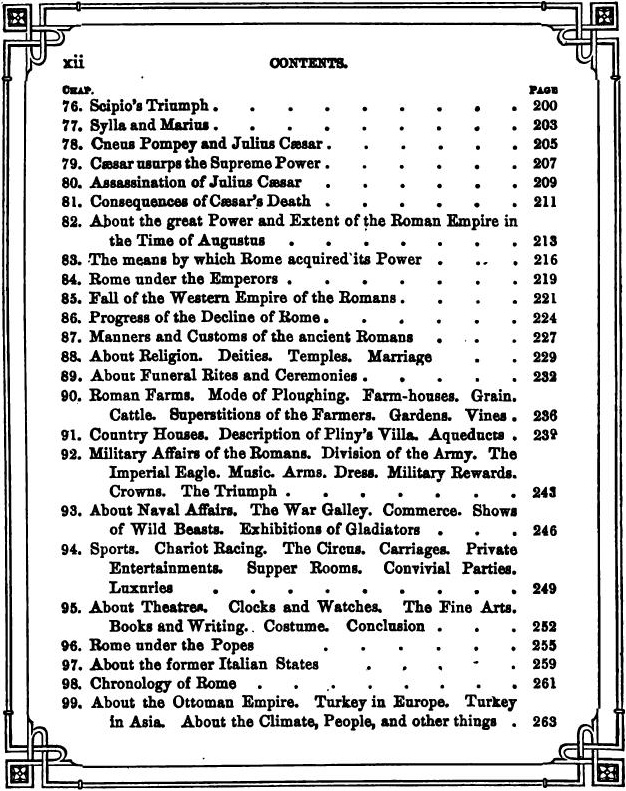 xii CONTENTS.
CHAP. PAGE
76. Scipio's Triumph . . . . . . . . . 200
77. Sylla and Marius . . . . . . . . . 203
78. Cneus Pompey and Julius Cæsar . . . . . . 205
79. Cæsar usurps the Supreme Power . . . . . . 207
80. Assassination of Julius Cæsar . . . . . . 209
81. Consequences of Cæsar's Death . . . . . . 211
82. About the great Power and Extent of the Roman Empire in
the Time of Augustus . . . . . . . 213
83. The means by which Rome acquired its Power . . . 216
84. Rome under the Emperors . . . . . . . 219
85. Fall of the Western Empire of the Romans . . . . 221
86. Progress of the Decline of Rome . . . . . . 224
87. Manners and Customs of the ancient Romans . . . 227
88. About Religion. Deities. Temples. Marriage . . 229
89. About Funeral Rites and Ceremonies . . . . . 232
90. Roman Farms. Mode of Ploughing. Farm-houses. Grain.
Cattle. Superstitions of the Farmers. Gardens. Vines . 236
91. Country Houses. Description of Pliny's Villa. Aqueducts . 239
92. Military Affairs of the Romans. Division of the Army. The
Imperial Eagle. Music. Arms. Dress. Military Rewards.
Crowns. The Triumph . . . . . . . 243
93. About Naval Affairs. The War Galley. Commerce. Shows
of Wild Beasts. Exhibitions of Gladiators . . . 246
94. Sports. Chariot Racing. The Circus. Carriages. Private
Entertainments. Supper Rooms. Convivial Parties.
Luxuries . . . . . . . . . 249
95. About Theatres. Clocks and Watches. The Fine Arts.
Books and Writing. Costume. Conclusion . . . 252
96. Rome under the Popes . . . . . . 255
97. About the former Italian States . . . . . 259
98. Chronology of Rome . . . . . . . . 261
99. About the Ottoman Empire. Turkey in Europe. Turkey
in Asia. About the Climate, People, and other things . 263